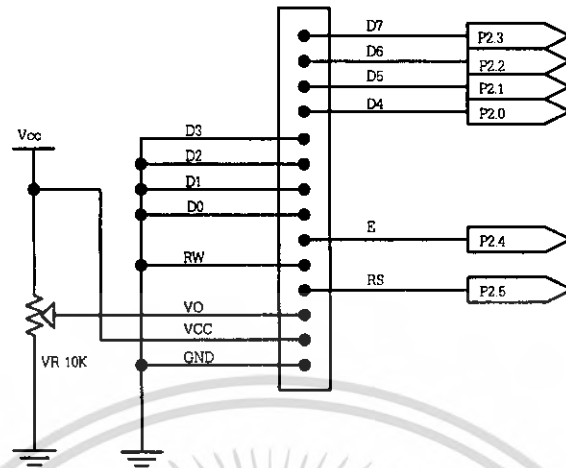 D7 P2.3
D6 P2.2
D5 P2.1
D4 P2.0
D3
Vcc
D2
D1
D0
E P2.4
RW
RS P2.5
VO
VCC
VR 10K
GND